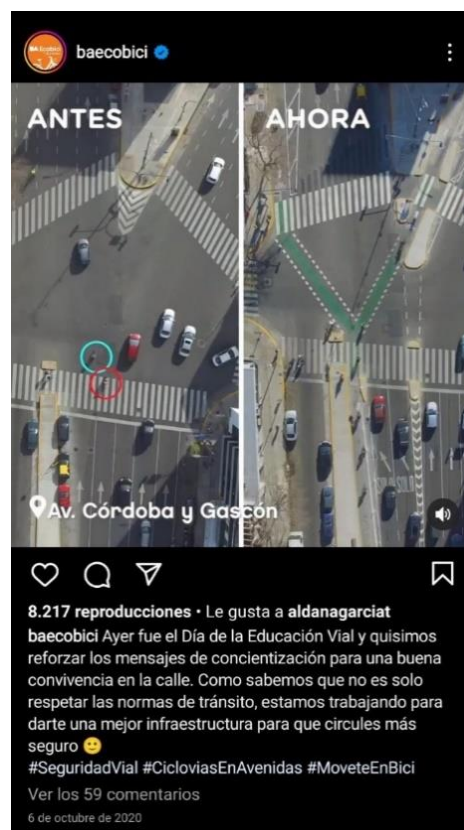 baecobici
ANTES
AHORA
Av. Córdoba y Gascón
8.217 reproducciones · Le gusta a aldanagarciat
baecobici Ayer fue el Día de la Educación Vial y quisimos
reforzar los mensajes de concientización para una buena
convivencia en la calle. Como sabemos que no es solo
respetar las normas de tránsito, estamos trabajando para
darte una mejor infraestructura para que circules más
seguro 🙂
#SeguridadVial #CicloviasEnAvenidas #MoveteEnBici
Ver los 59 comentarios
6 de octubre de 2020